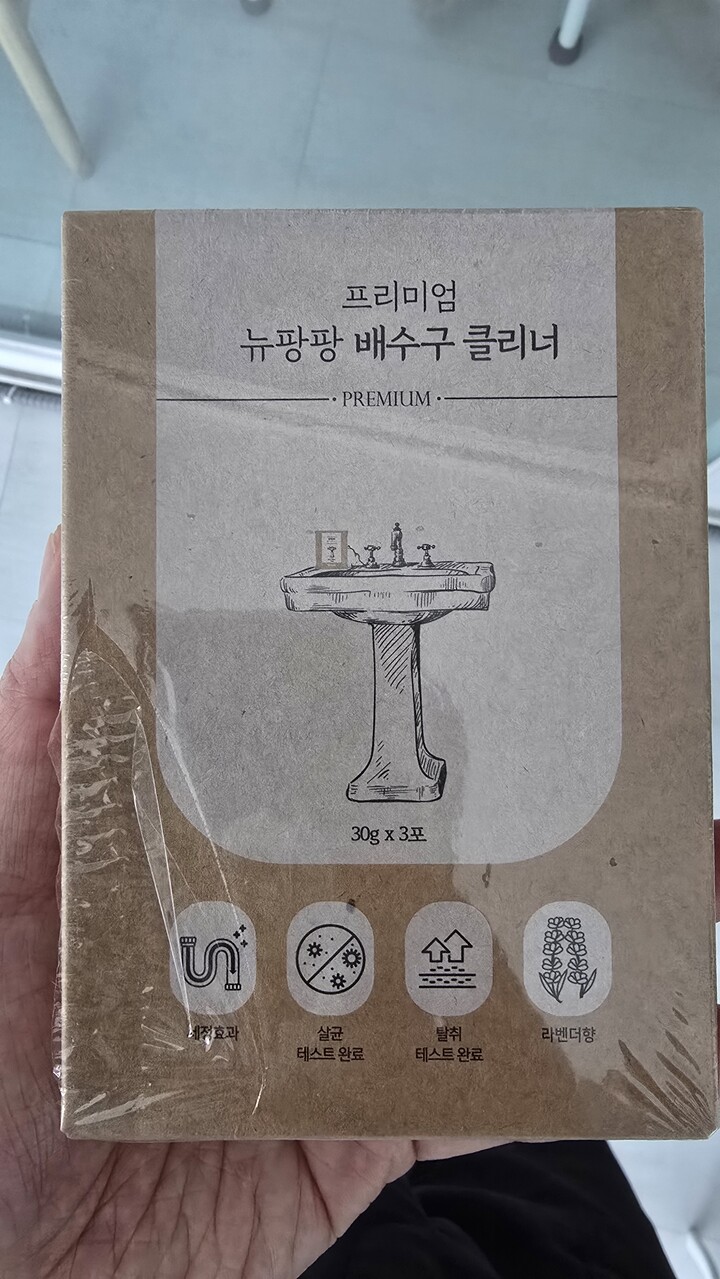 프리미엄
뉴팡팡 배수구 클리너
· PREMIUM ·
30g x 3포
세정효과
살균
테스트 완료
탈취
테스트 완료
라벤더향